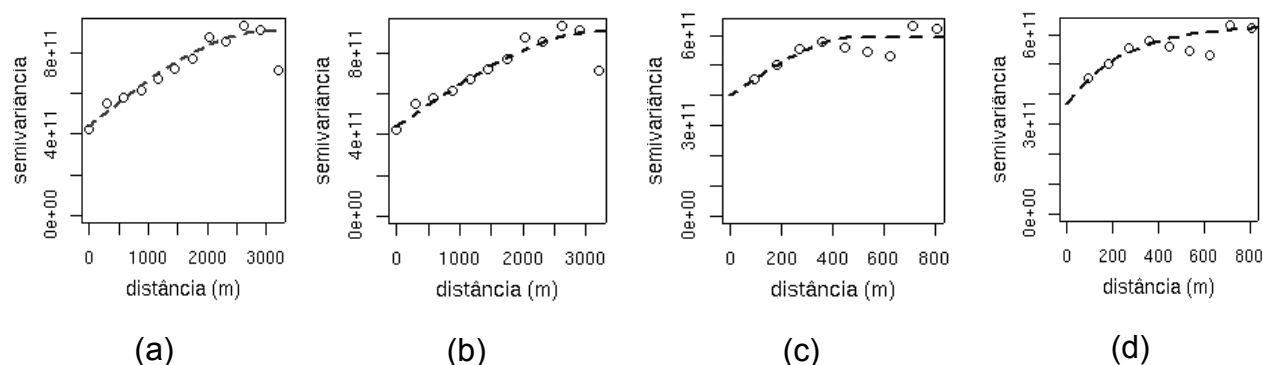 semivariância
0e+00 4e+11 8e+11
0 1000 2000 3000
distância (m)
(a)
semivariância
0e+00 4e+11 8e+11
0 1000 2000 3000
distância (m)
(b)
semivariância
0e+00 3e+11 6e+11
0 200 400 600 800
distância (m)
(c)
semivariância
0e+00 3e+11 6e+11
0 200 400 600 800
distância (m)
(d)